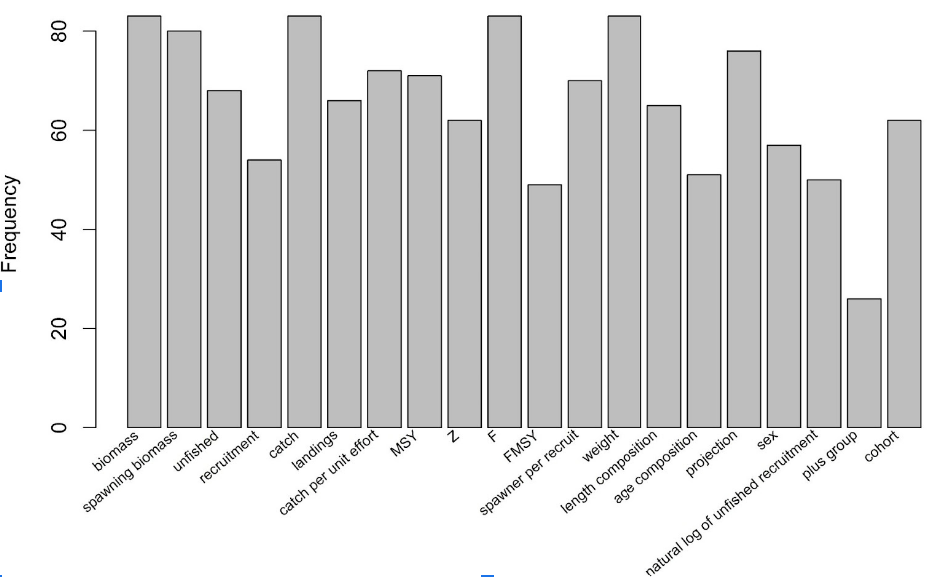 Frequency
80
60
40
20
0
biomass
spawning biomass
unfished
recruitment
catch
landings
catch per unit effort
MSY
Z
F
FMSY
spawner per recruit
weight
length composition
age composition
projection
sex
natural log of unfished recruitment
plus group
cohort